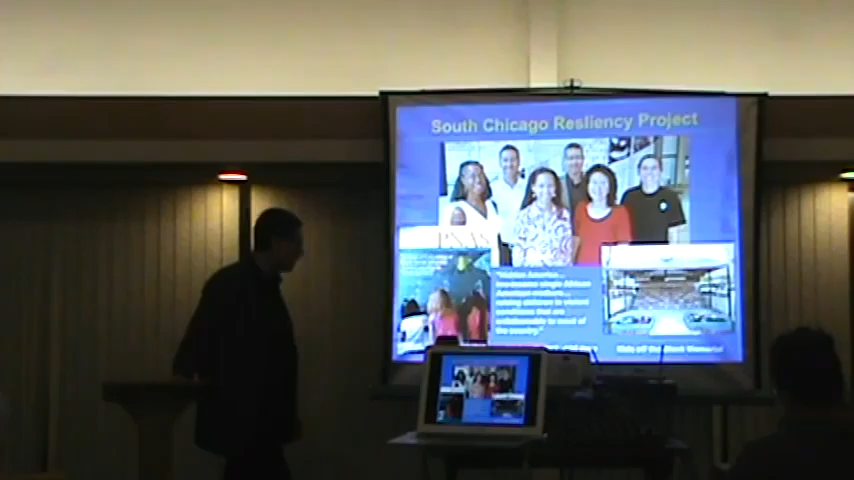 South Chicago Resliency Project
PNAS
"Hidden America...
low-income single African
American mothers...
raising children in violent
conditions that are
unfathomable to most of
the country."
Kids off the Block Memorial